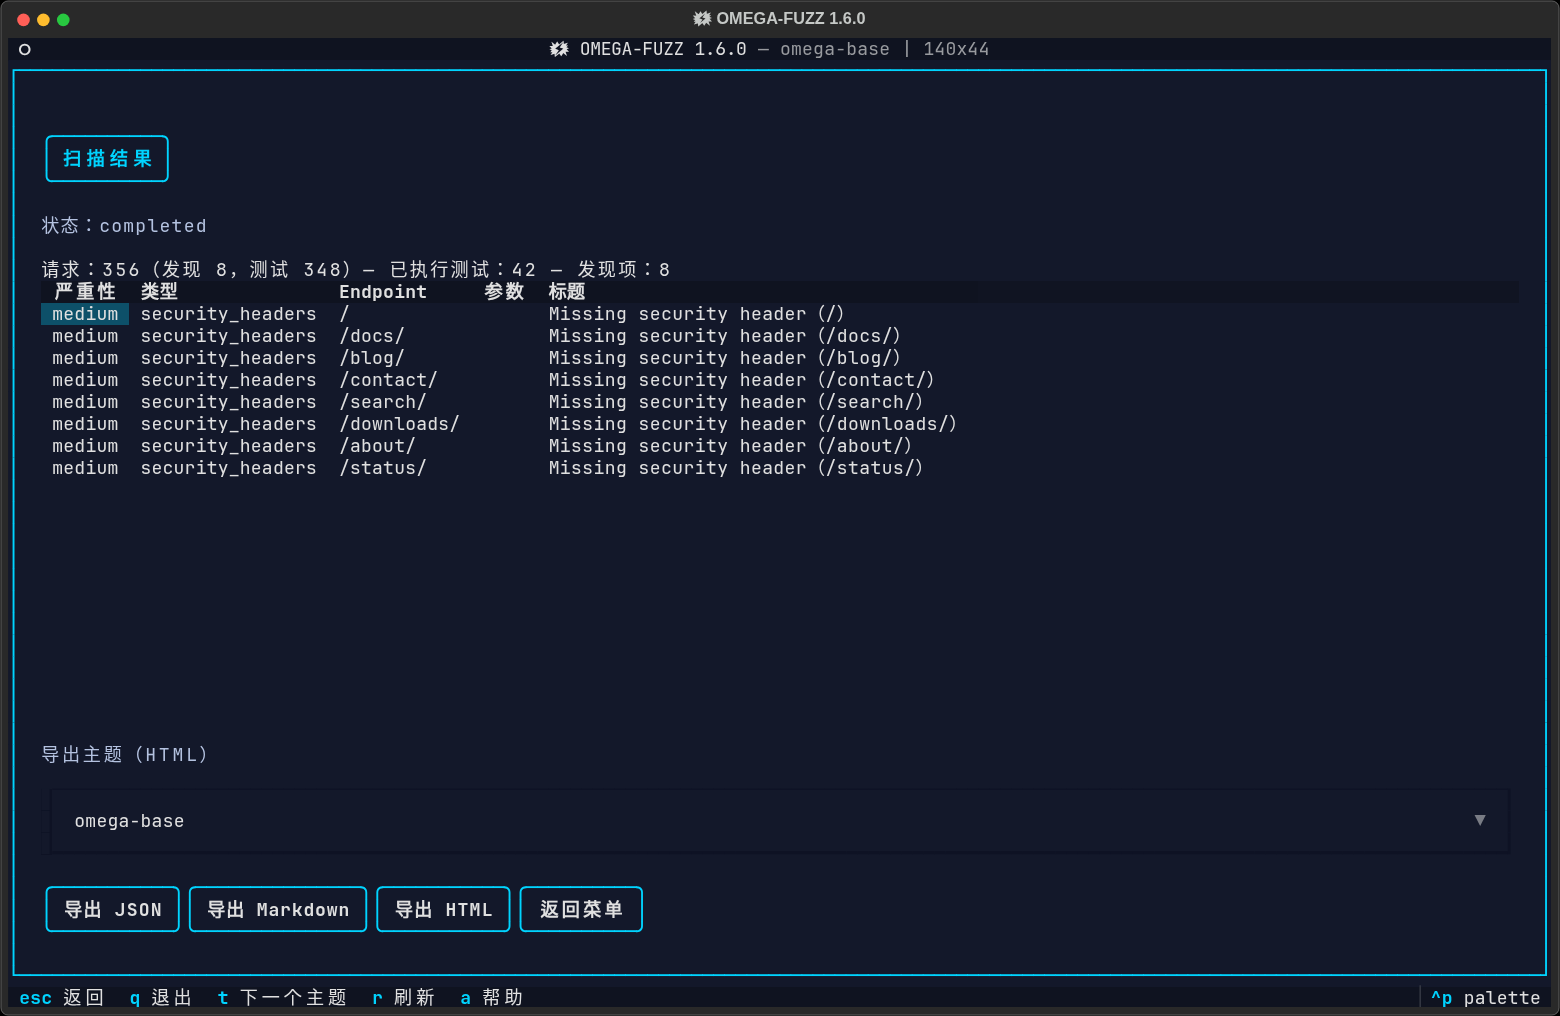 OMEGA-FUZZ 1.6.0
OMEGA-FUZZ 1.6.0 — omega-base | 140x44
扫描结果
状态：completed
请求：356（发现 8，测试 348）— 已执行测试：42 — 发现项：8
严重性 类型 Endpoint 参数 标题
medium security_headers / Missing security header (/)
medium security_headers /docs/ Missing security header (/docs/)
medium security_headers /blog/ Missing security header (/blog/)
medium security_headers /contact/ Missing security header (/contact/)
medium security_headers /search/ Missing security header (/search/)
medium security_headers /downloads/ Missing security header (/downloads/)
medium security_headers /about/ Missing security header (/about/)
medium security_headers /status/ Missing security header (/status/)
导出主题（HTML）
omega-base ▼
导出 JSON 导出 Markdown 导出 HTML 返回菜单
esc 返回 q 退出 t 下一个主题 r 刷新 a 帮助 ^p palette